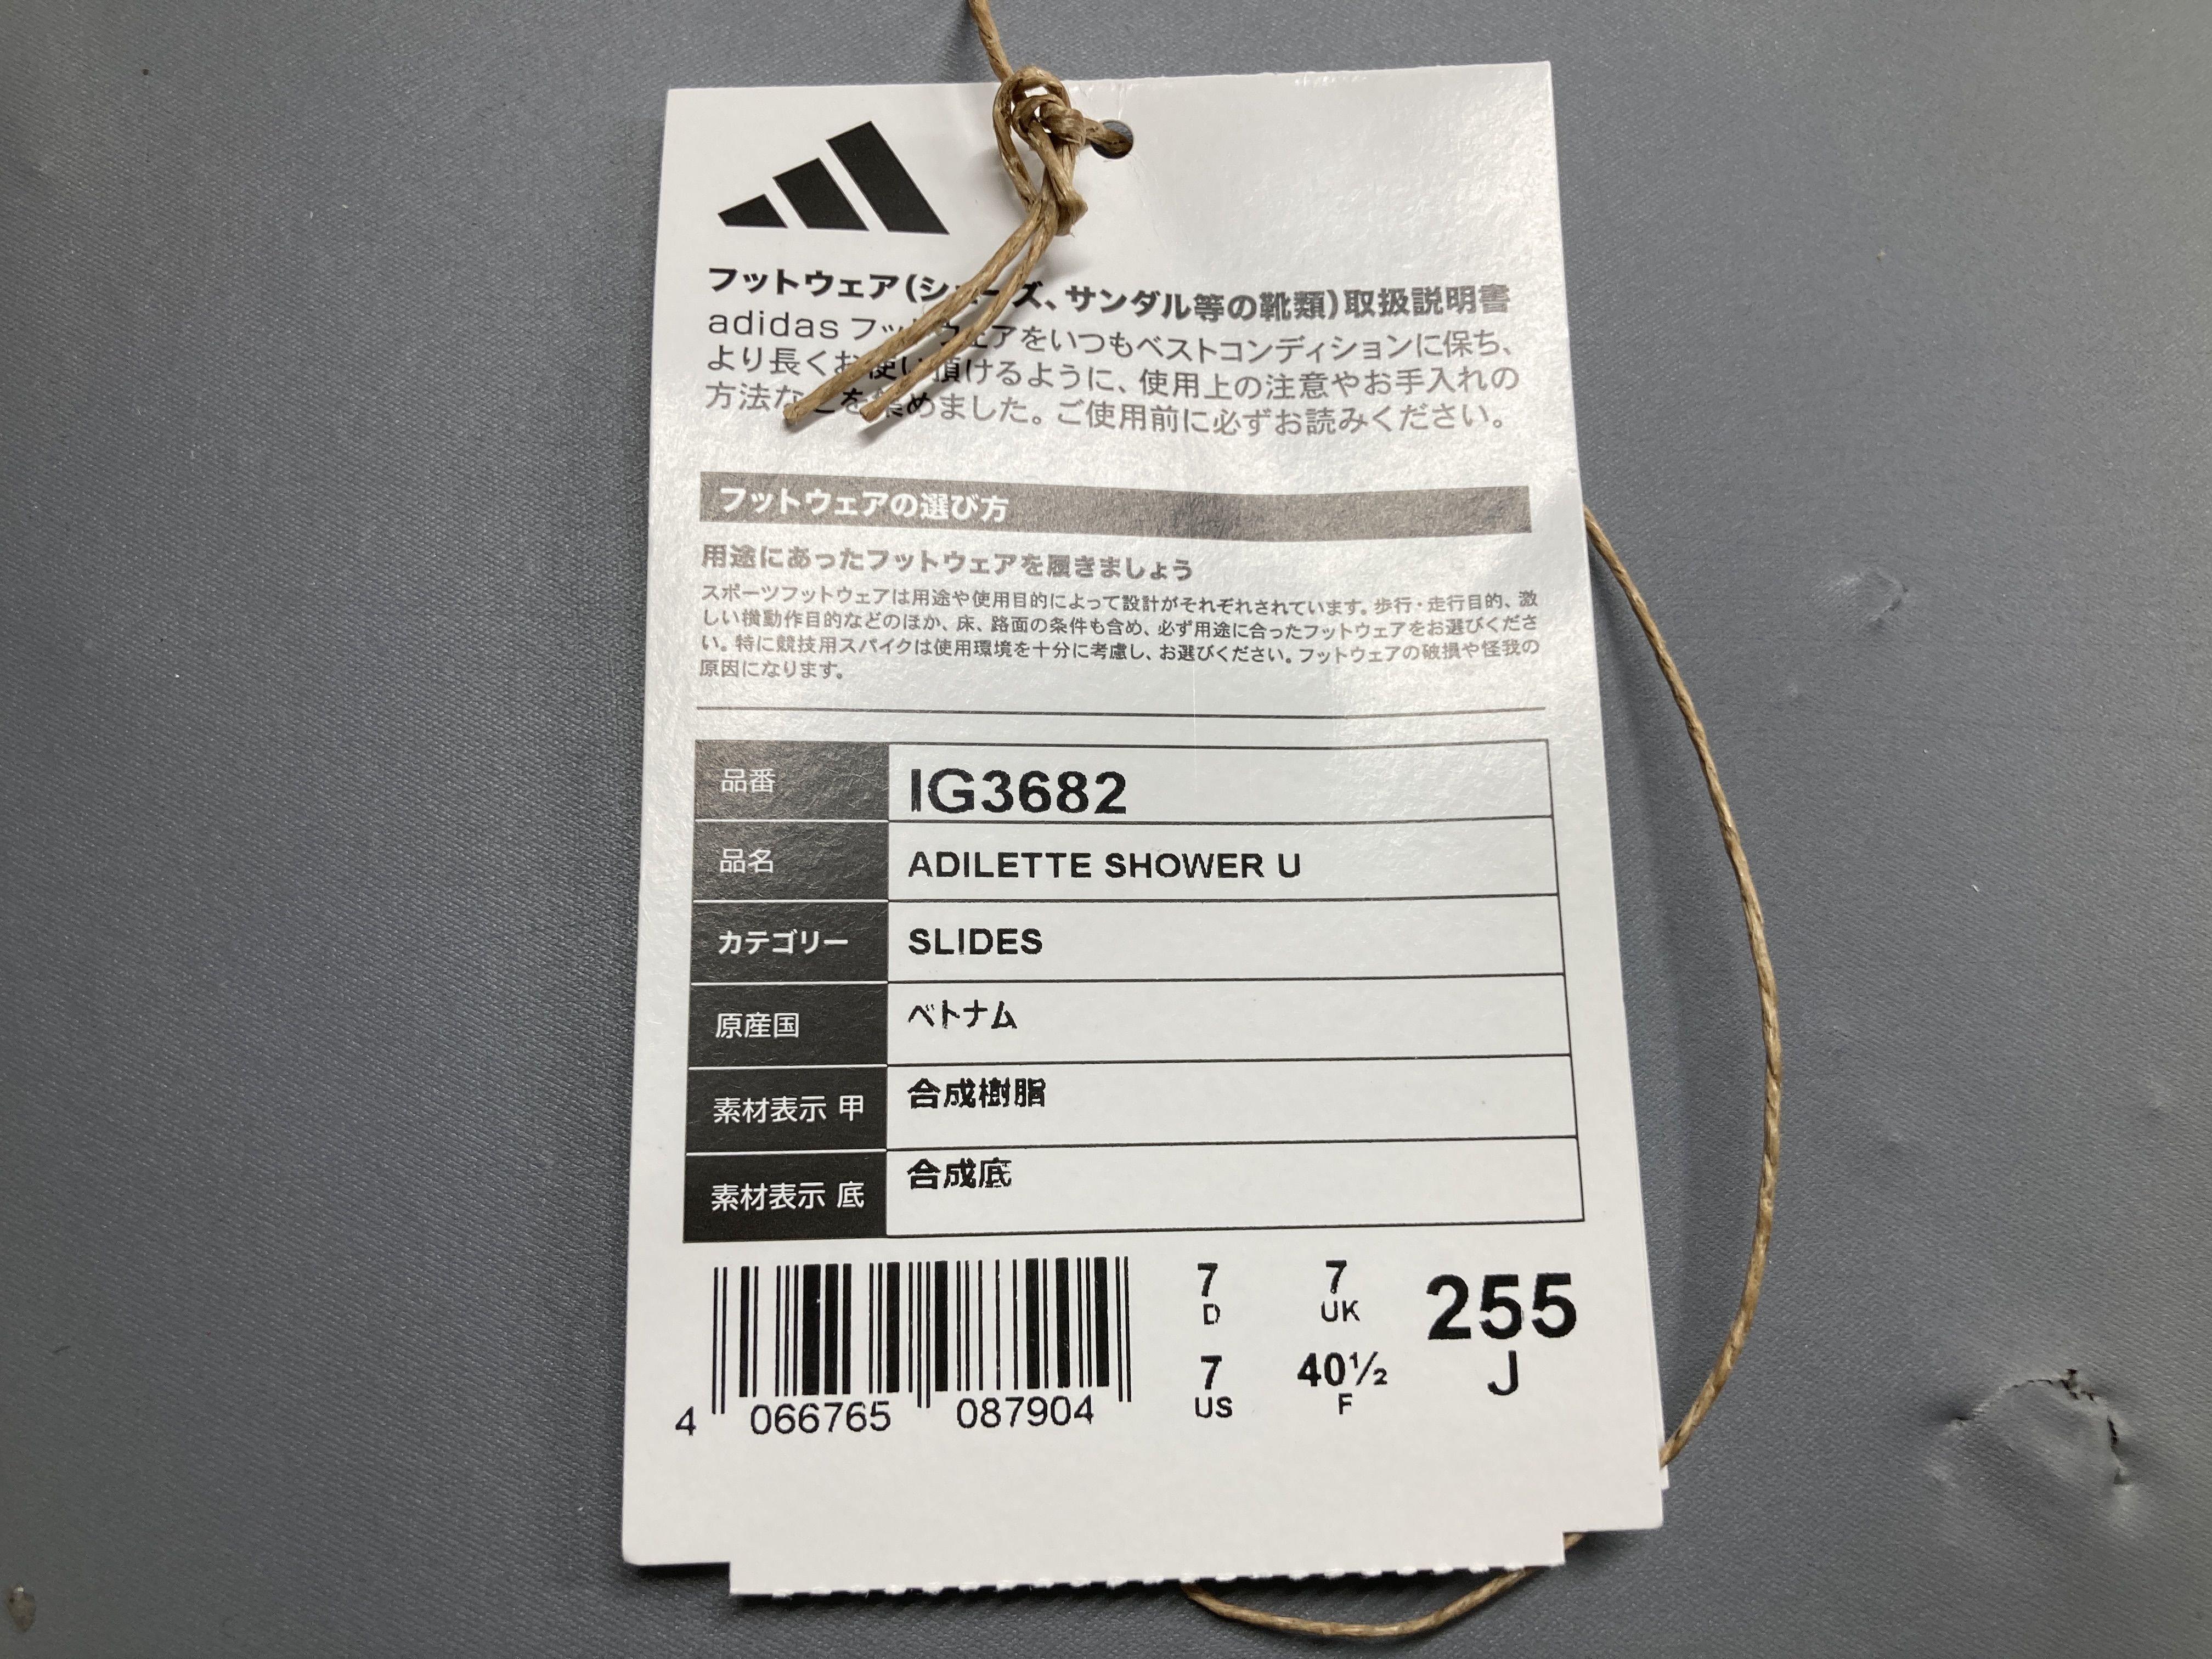 フットウェア(シューズ、サンダル等の靴類)取扱説明書
adidas フットウェアをいつもベストコンディションに保ち、
より長くお使い頂けるように、使用上の注意やお手入れの
方法などを集めました。ご使用前に必ずお読みください。
フットウェアの選び方
用途にあったフットウェアを履きましょう
スポーツフットウェアは用途や使用目的によって設計がそれぞれされています。歩行・走行目的、激
しい横動作目的などのほか、床、路面の条件も含め、必ず用途に合ったフットウェアをお選びくださ
い。特に競技用スパイクは使用環境を十分に考慮し、お選びください。フットウェアの破損や怪我の
原因になります。
品番 IG3682
品名 ADILETTE SHOWER U
カテゴリー SLIDES
原産国 ベトナム
素材表示 甲 合成樹脂
素材表示 底 合成底
7 7 255
D UK J
7 40½
US F
4 066765 087904